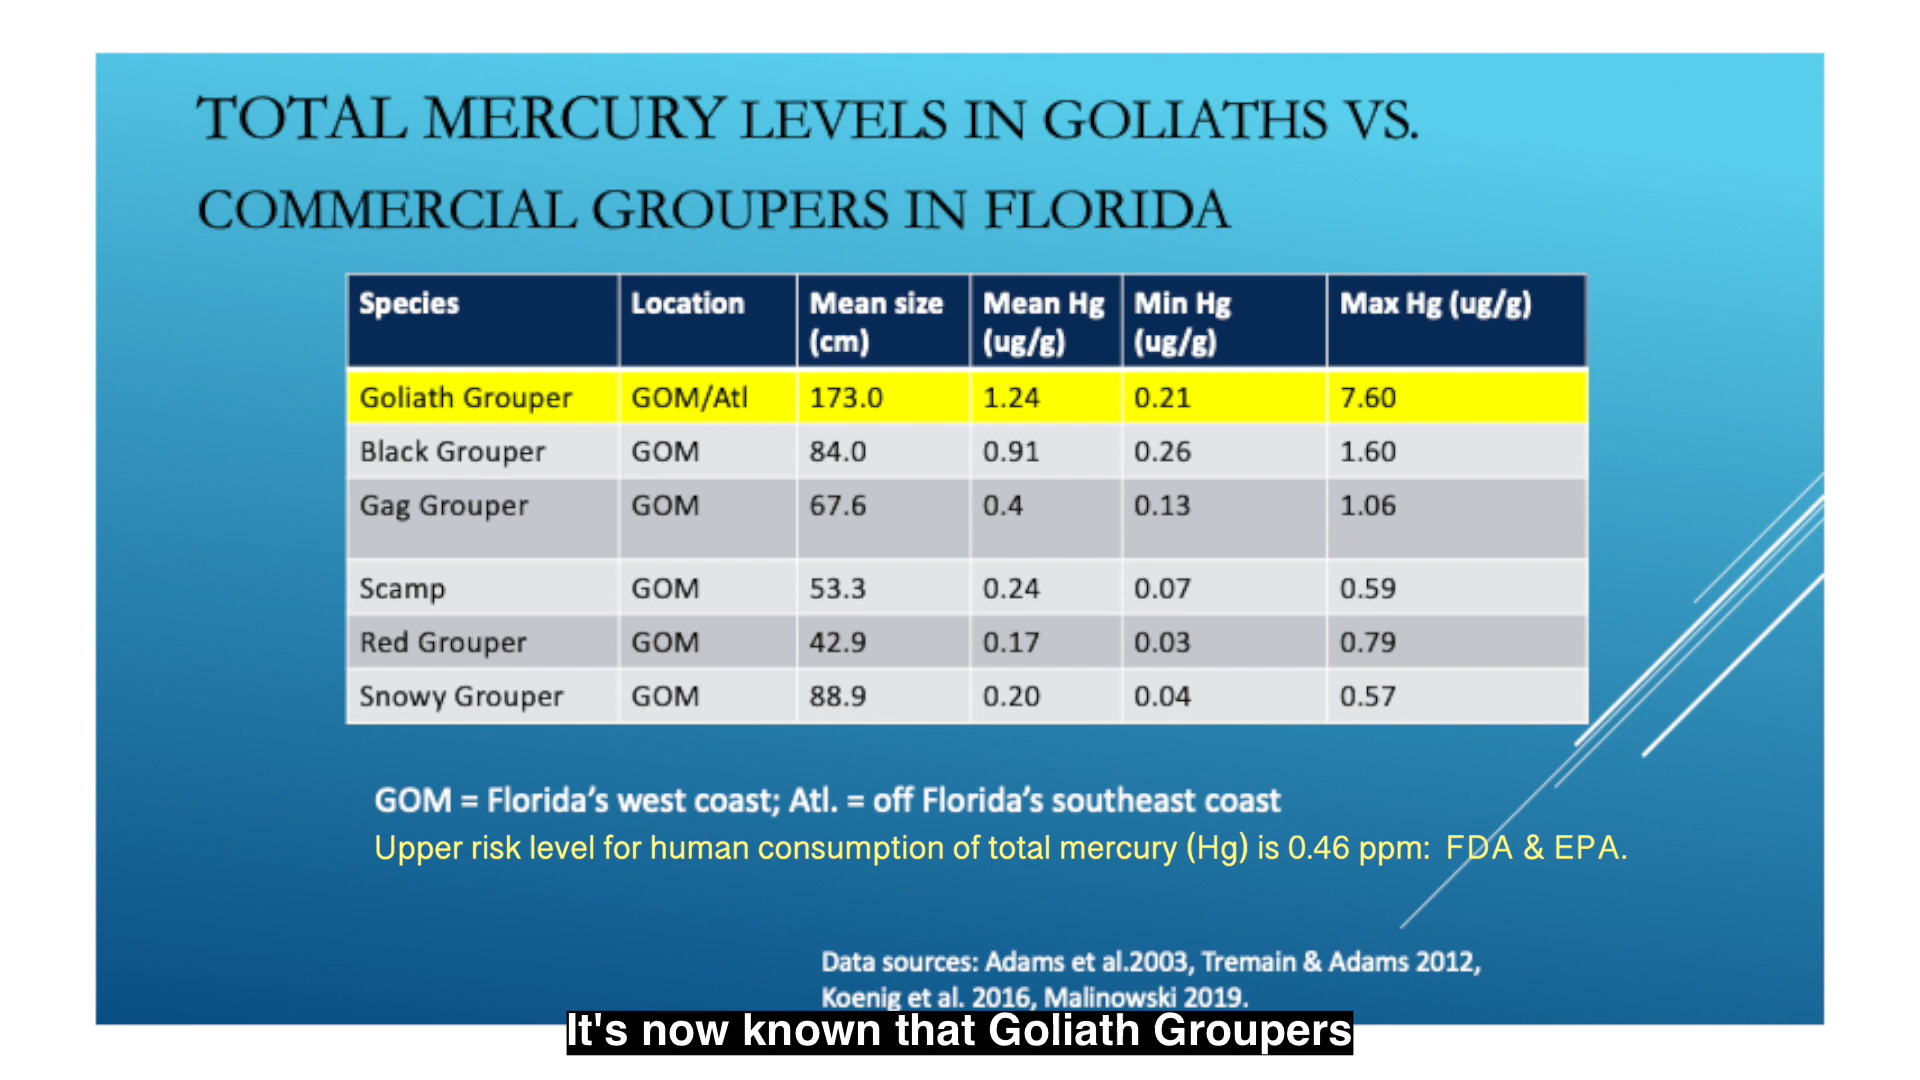 TOTAL MERCURY LEVELS IN GOLIATHS VS.
COMMERCIAL GROUPERS IN FLORIDA
Species Location Mean size (cm) Mean Hg (ug/g) Min Hg (ug/g) Max Hg (ug/g)
Goliath Grouper GOM/Atl 173.0 1.24 0.21 7.60
Black Grouper GOM 84.0 0.91 0.26 1.60
Gag Grouper GOM 67.6 0.4 0.13 1.06
Scamp GOM 53.3 0.24 0.07 0.59
Red Grouper GOM 42.9 0.17 0.03 0.79
Snowy Grouper GOM 88.9 0.20 0.04 0.57
GOM = Florida's west coast; Atl. = off Florida's southeast coast
Upper risk level for human consumption of total mercury (Hg) is 0.46 ppm: FDA & EPA.
Data sources: Adams et al.2003, Tremain & Adams 2012,
Koenig et al. 2016, Malinowski 2019.
It's now known that Goliath Groupers